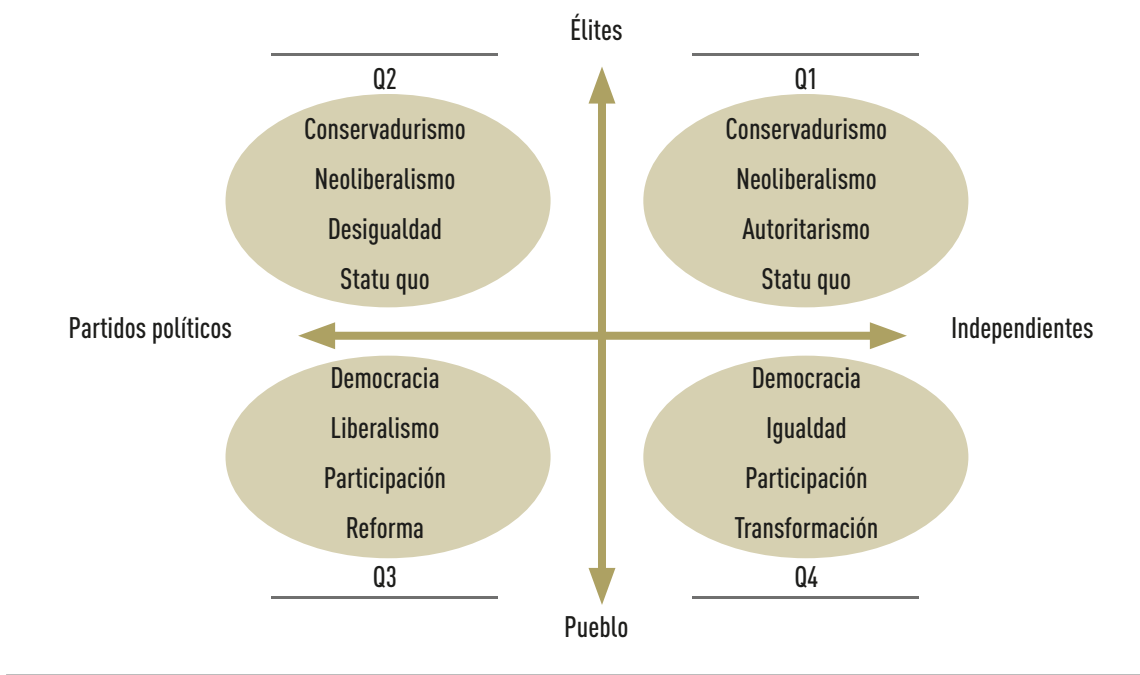 Élites
Q2
Conservadurismo
Neoliberalismo
Desigualdad
Statu quo
Q1
Conservadurismo
Neoliberalismo
Autoritarismo
Statu quo
Partidos políticos
Independientes
Democracia
Liberalismo
Participación
Reforma
Q3
Democracia
Igualdad
Participación
Transformación
Q4
Pueblo